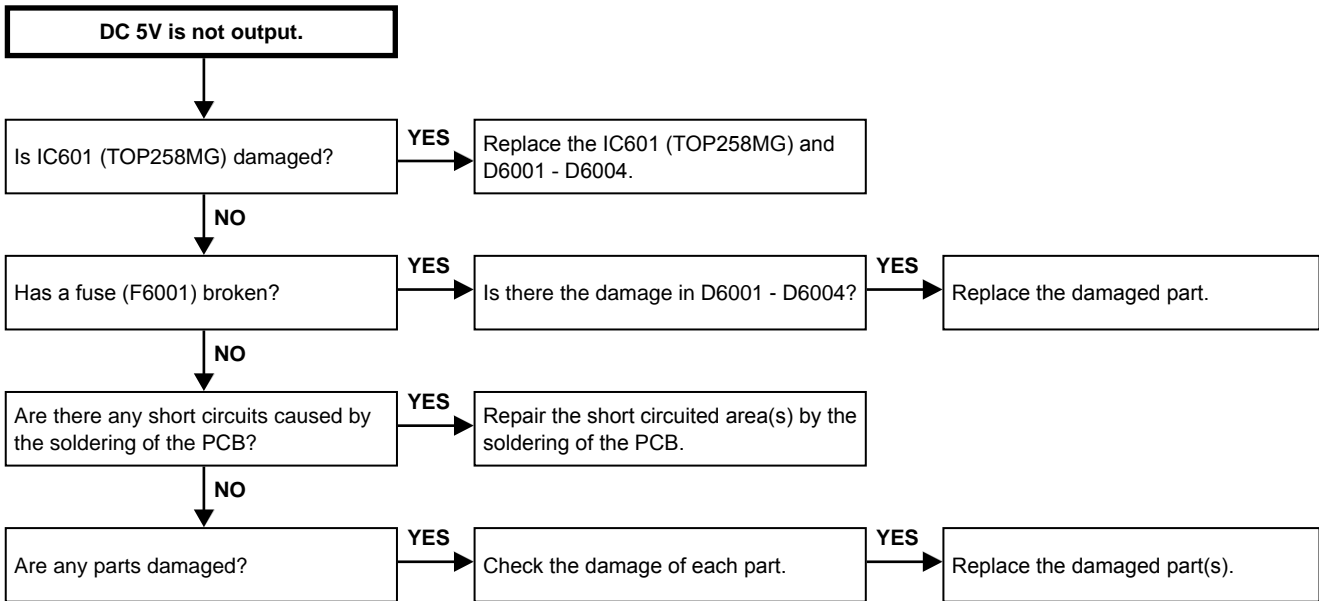 DC 5V is not output.
Is IC601 (TOP258MG) damaged?
YES
Replace the IC601 (TOP258MG) and
D6001 - D6004.
NO
Has a fuse (F6001) broken?
YES
Is there the damage in D6001 - D6004?
YES
Replace the damaged part.
NO
Are there any short circuits caused by
the soldering of the PCB?
YES
Repair the short circuited area(s) by the
soldering of the PCB.
NO
Are any parts damaged?
YES
Check the damage of each part.
YES
Replace the damaged part(s).